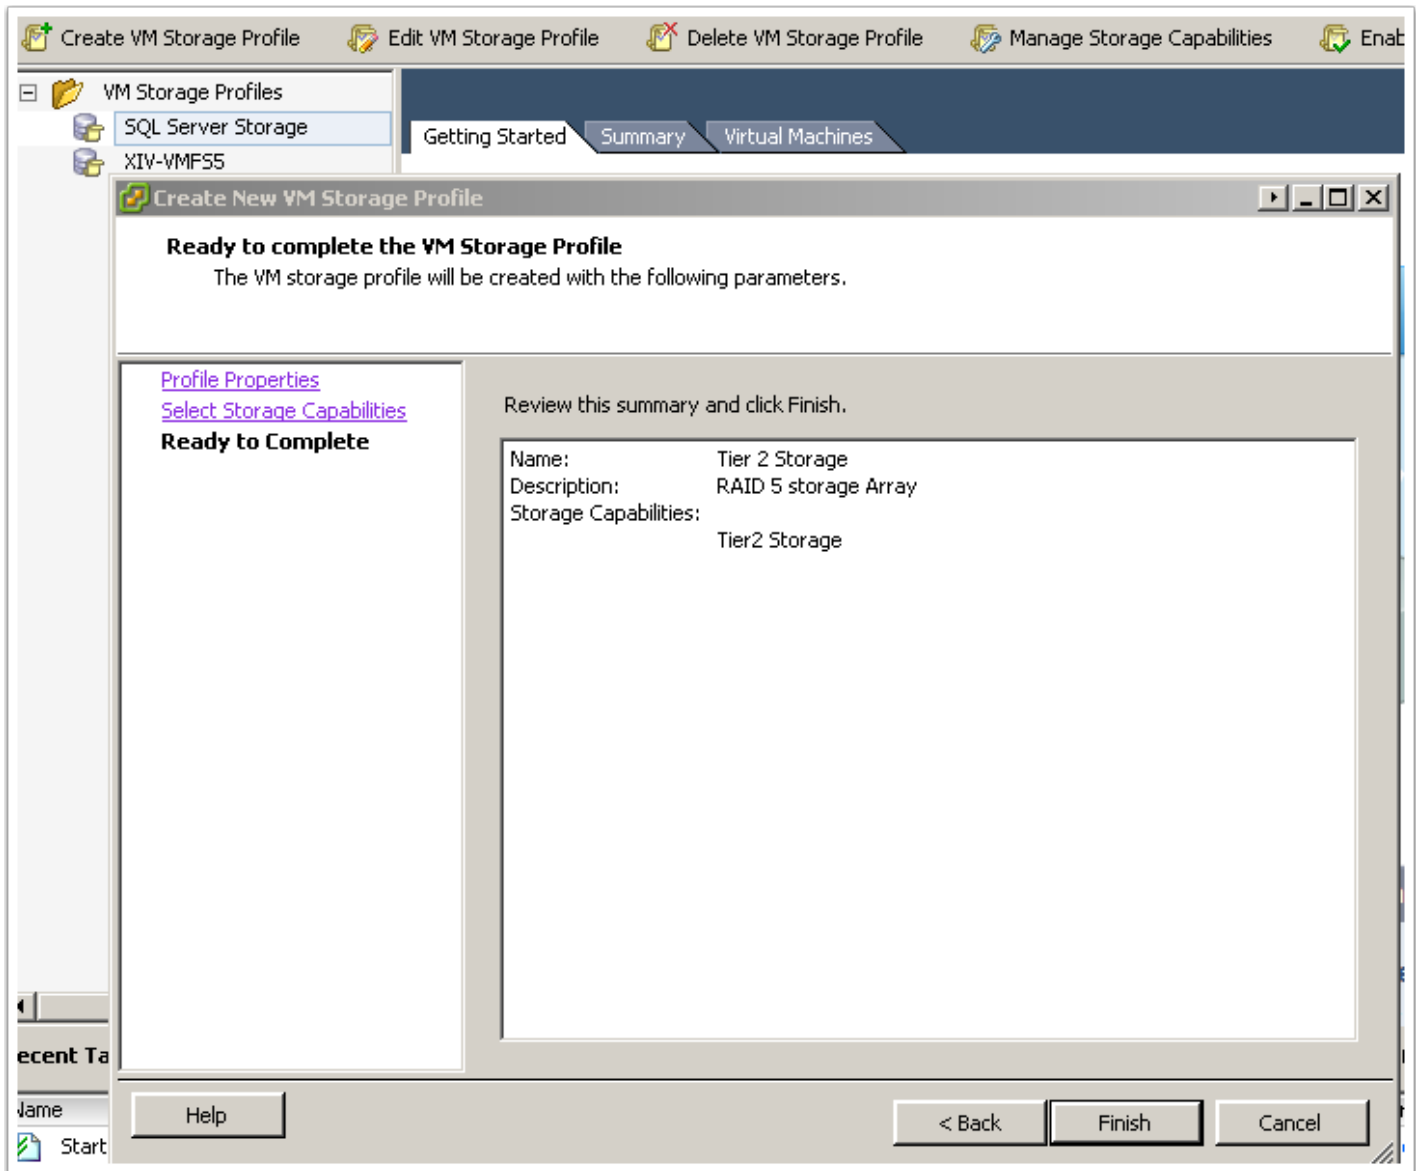 Create VM Storage Profile Edit VM Storage Profile Delete VM Storage Profile Manage Storage Capabilities
VM Storage Profiles
SQL Server Storage
XIV-VMFS5
Getting Started Summary Virtual Machines
Create New VM Storage Profile
Ready to complete the VM Storage Profile
The VM storage profile will be created with the following parameters.
Profile Properties
Select Storage Capabilities
Ready to Complete
Review this summary and click Finish.
Name: Tier 2 Storage
Description: RAID 5 storage Array
Storage Capabilities:
Tier2 Storage
ecent Ta
Name
Start
Help < Back Finish Cancel